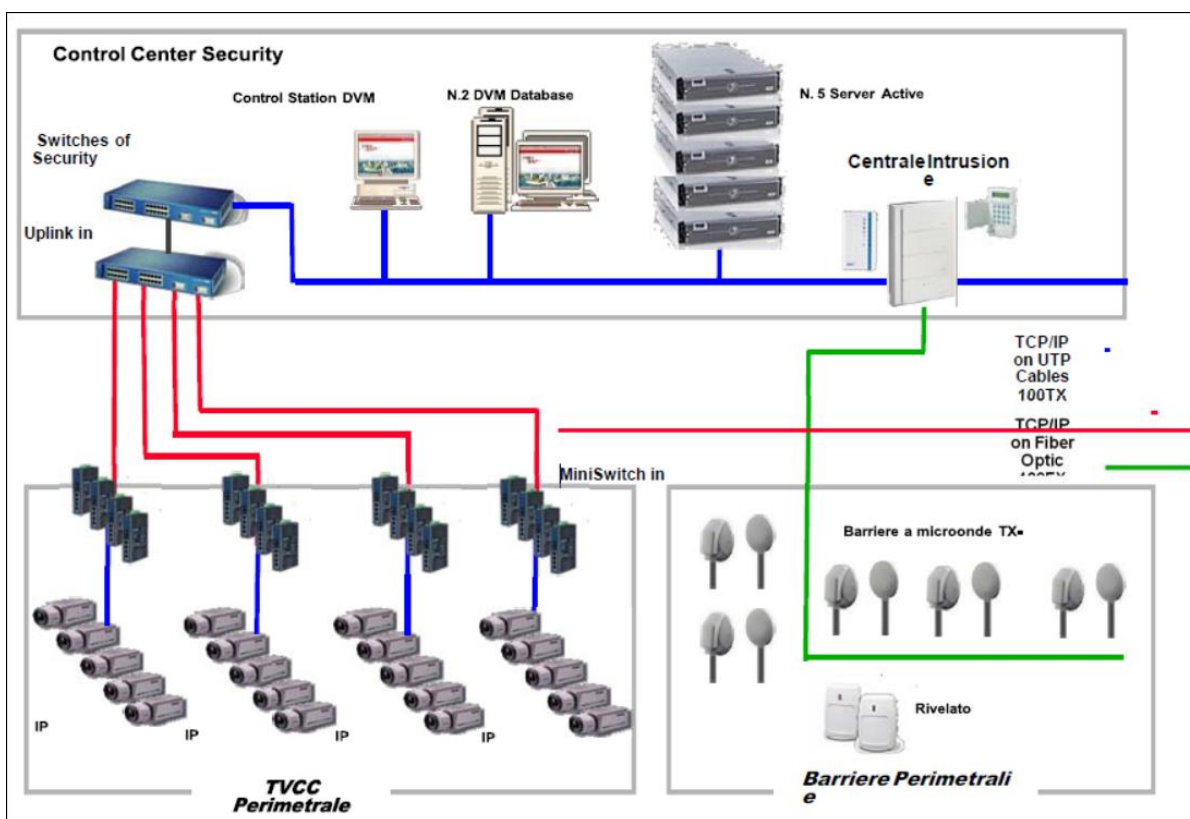 Control Center Security
Control Station DVM
N.2 DVM Database
N. 5 Server Active
Switches of
Security
Centrale Intrusion
e
Uplink in
TCP/IP
on UTP
Cables
100TX
TCP/IP
on Fiber
Optic
MiniSwitch in
Barriere a microonde TX-
Rivelato
IP
IP
IP
IP
TVCC
Perimetrale
Barriere Perimetrali
e